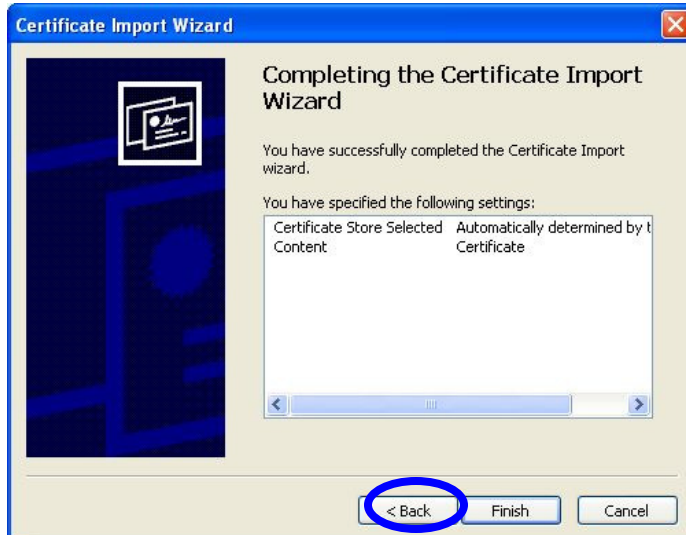 Certificate Import Wizard
Completing the Certificate Import
Wizard
You have successfully completed the Certificate Import
wizard.
You have specified the following settings:
Certificate Store Selected Automatically determined by t
Content Certificate
< Back Finish Cancel